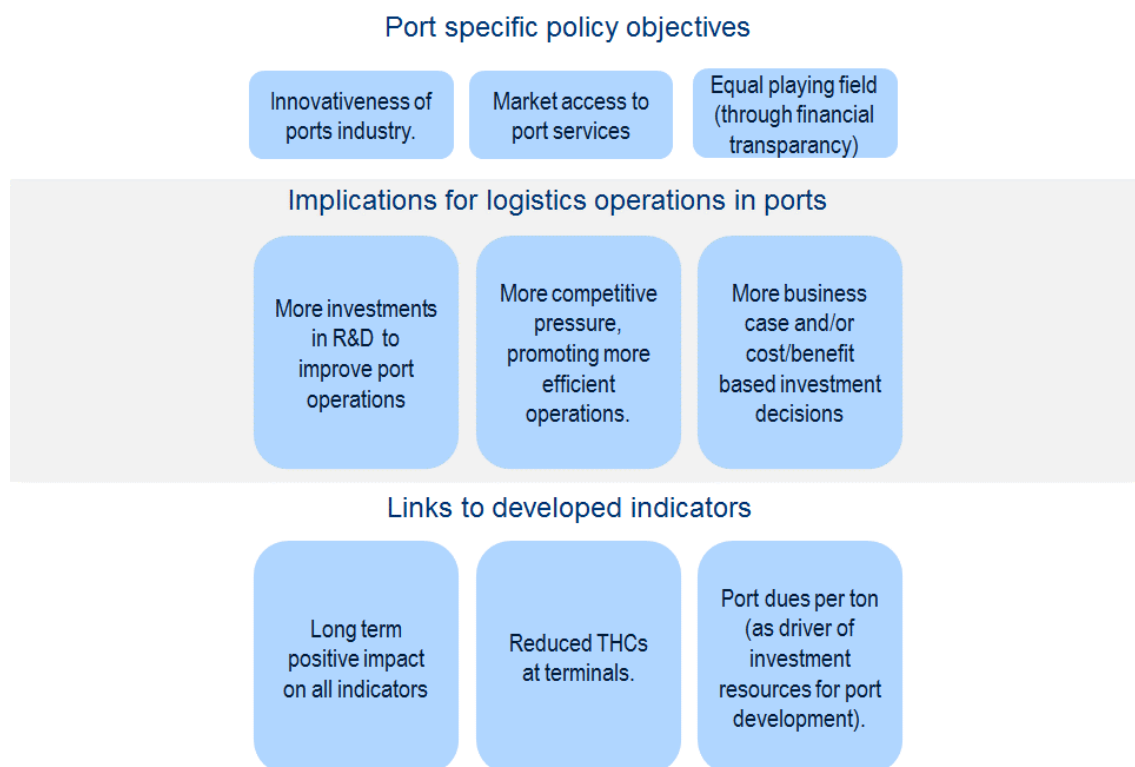 Port specific policy objectives
Innovativeness of
ports industry.
Market access to
port services
Equal playing field
(through financial
transparancy)
Implications for logistics operations in ports
More investments
in R&D to
improve port
operations
More competitive
pressure,
promoting more
efficient
operations.
More business
case and/or
cost/benefit
based investment
decisions
Links to developed indicators
Long term
positive impact
on all indicators
Reduced THCs
at terminals.
Port dues per ton
(as driver of
investment
resources for port
development).